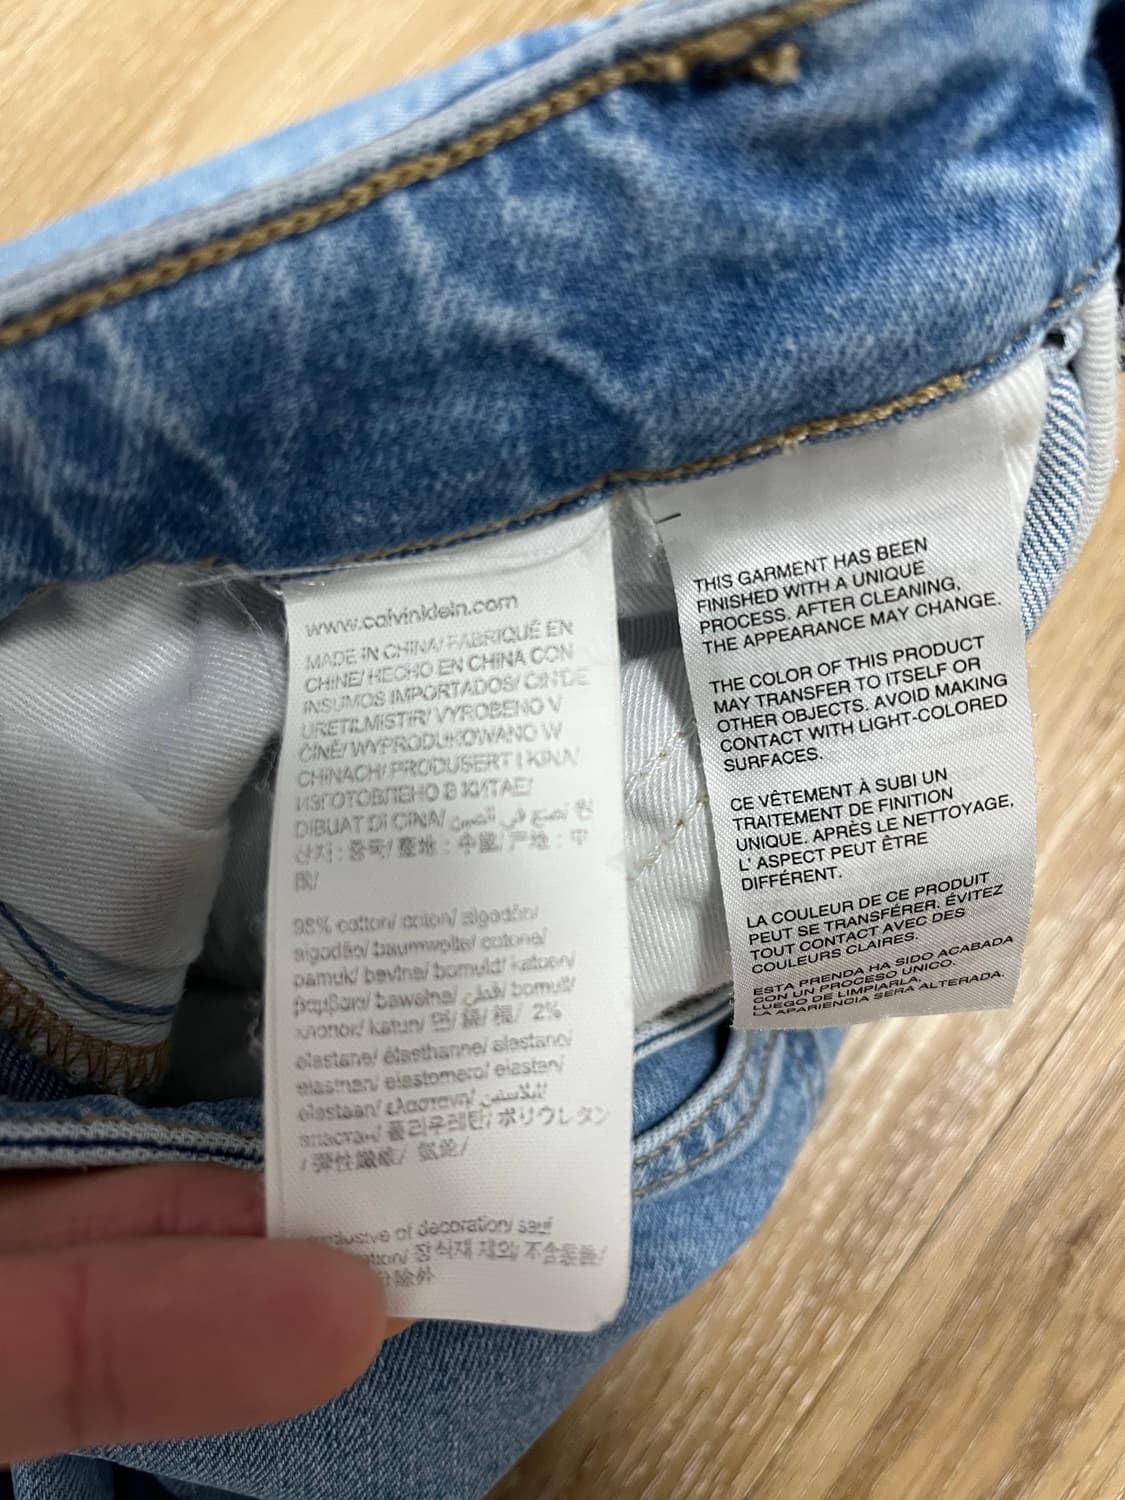 www.calvinklein.com
MADE IN CHINA/ FABRIQUÉ EN
CHINE/ HECHO EN CHINA CON
INSUMOS IMPORTADOS/ ÇİN'DE
ÜRETİLMİŞTİR/ VYROBENO V
ČÍNĚ/ WYPRODUKOWANO W
CHINACH/ PRODUSERT I KINA/
ИЗГОТОВЛЕНО В КИТАЕ/
DIBUAT DI CINA/ صنع في الصين/ 원
산지 : 중국/ 產地 : 中國/ 产地 : 中
国/
98% cotton/ coton/ algodón/
algodão/ baumwolle/ cotone/
pamuk/ bavlna/ bomuld/ katoen/
βαμβάκι/ bawełna/ قطن/ bomull/
хлопок/ katun/ 면/ 綿/ 棉/ 2%
elastane/ élasthanne/ elastano/
elasthan/ elastomero/ elastan/
elastaan/ ελαστάνη/
эластан/ 폴리우레탄/ ポリウレタン
/ 彈性纖維/ 氨纶/
of decoration/ sauf
장식재 제외/ 不含裝飾/
份除外
THIS GARMENT HAS BEEN
FINISHED WITH A UNIQUE
PROCESS. AFTER CLEANING,
THE APPEARANCE MAY CHANGE.
THE COLOR OF THIS PRODUCT
MAY TRANSFER TO ITSELF OR
OTHER OBJECTS. AVOID MAKING
CONTACT WITH LIGHT-COLORED
SURFACES.
CE VÊTEMENT À SUBI UN
TRAITEMENT DE FINITION
UNIQUE. APRÈS LE NETTOYAGE,
L' ASPECT PEUT ÊTRE
DIFFÉRENT.
LA COULEUR DE CE PRODUIT
PEUT SE TRANSFÉRER. ÉVITEZ
TOUT CONTACT AVEC DES
COULEURS CLAIRES.
ESTA PRENDA HA SIDO ACABADA
CON UN PROCESO UNICO.
LUEGO DE LIMPIARLA,
LA APARIENCIA SERA ALTERADA.